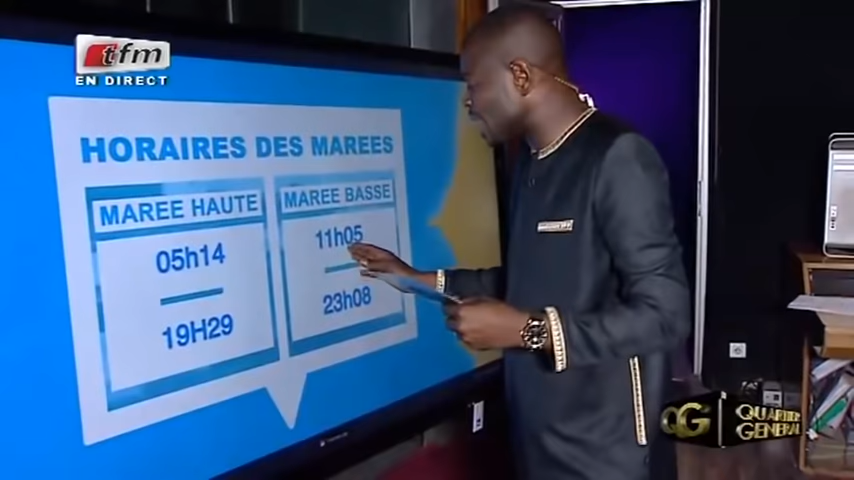 tfm
EN DIRECT
HORAIRES DES MAREES
MAREE HAUTE
05h14
19H29
MAREE BASSE
11h05
23h08
QG
QUARTIER
GENERAL